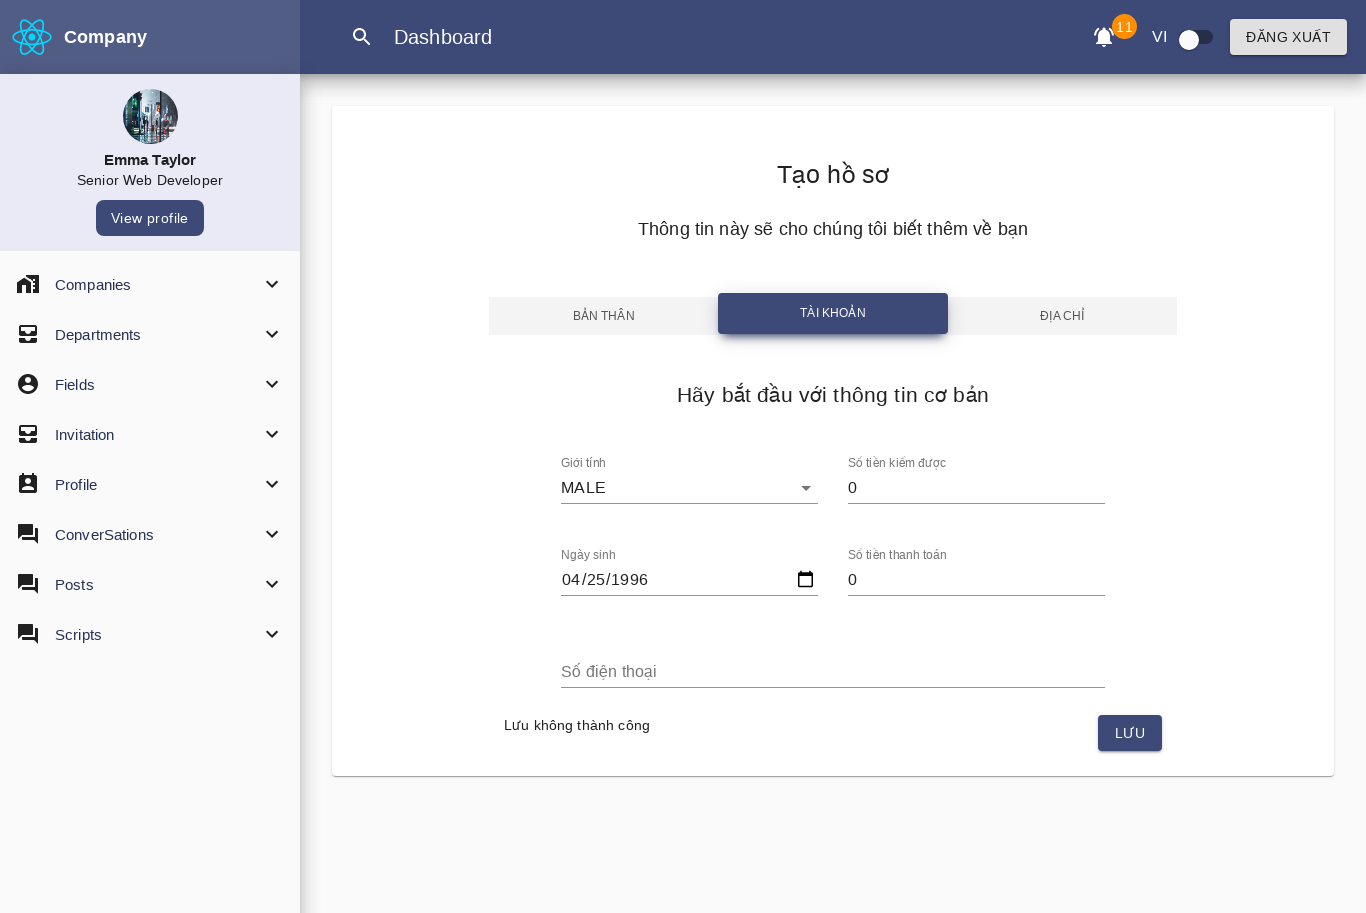 Company
Dashboard
11
VI
ĐĂNG XUẤT
Emma Taylor
Senior Web Developer
View profile
Companies
Departments
Fields
Invitation
Profile
ConverSations
Posts
Scripts
Tạo hồ sơ
Thông tin này sẽ cho chúng tôi biết thêm về bạn
BẢN THÂN
TÀI KHOẢN
ĐỊA CHỈ
Hãy bắt đầu với thông tin cơ bản
Giới tính
Số tiền kiếm được
MALE
0
Ngày sinh
Số tiền thanh toán
04/25/1996
0
Số điện thoại
Lưu không thành công
LƯU